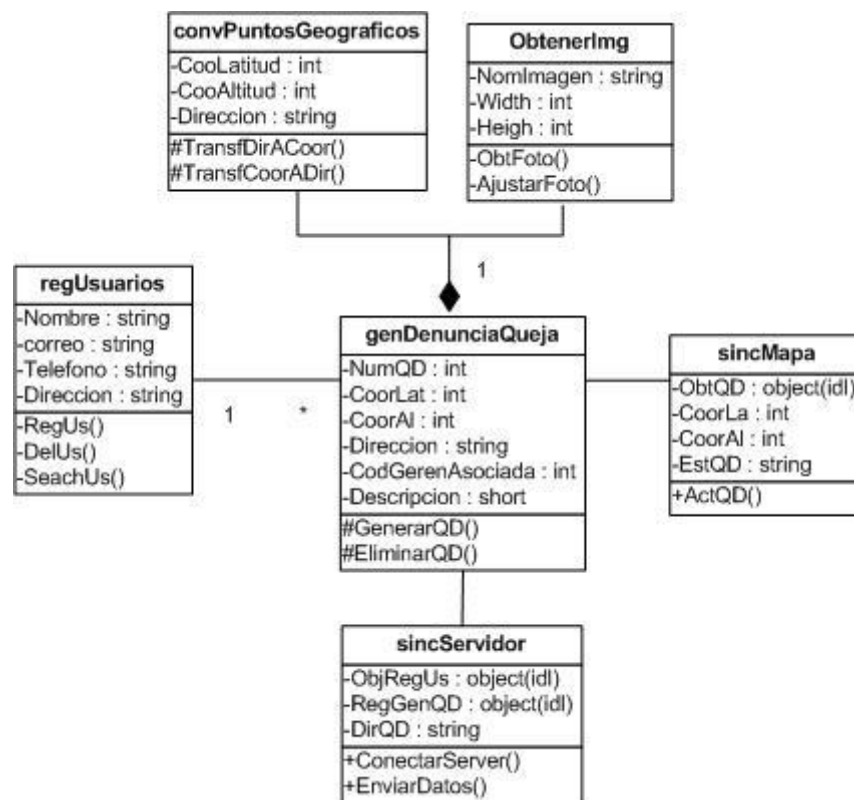 convPuntosGeograficos
-CooLatitud : int
-CooAltitud : int
-Direccion : string
#TransfDirACoor()
#TransfCoorADir()
ObtenerImg
-NomImagen : string
-Width : int
-Heigh : int
-ObtFoto()
-AjustarFoto()
1
regUsuarios
-Nombre : string
-correo : string
-Telefono : string
-Direccion : string
-RegUs()
-DelUs()
-SeachUs()
1
*
genDenunciaQueja
-NumQD : int
-CoorLat : int
-CoorAl : int
-Direccion : string
-CodGerenAsociada : int
-Descripcion : short
#GenerarQD()
#EliminarQD()
sincMapa
-ObtQD : object(idl)
-CoorLa : int
-CoorAl : int
-EstQD : string
+ActQD()
sincServidor
-ObjRegUs : object(idl)
-RegGenQD : object(idl)
-DirQD : string
+ConectarServer()
+EnviarDatos()